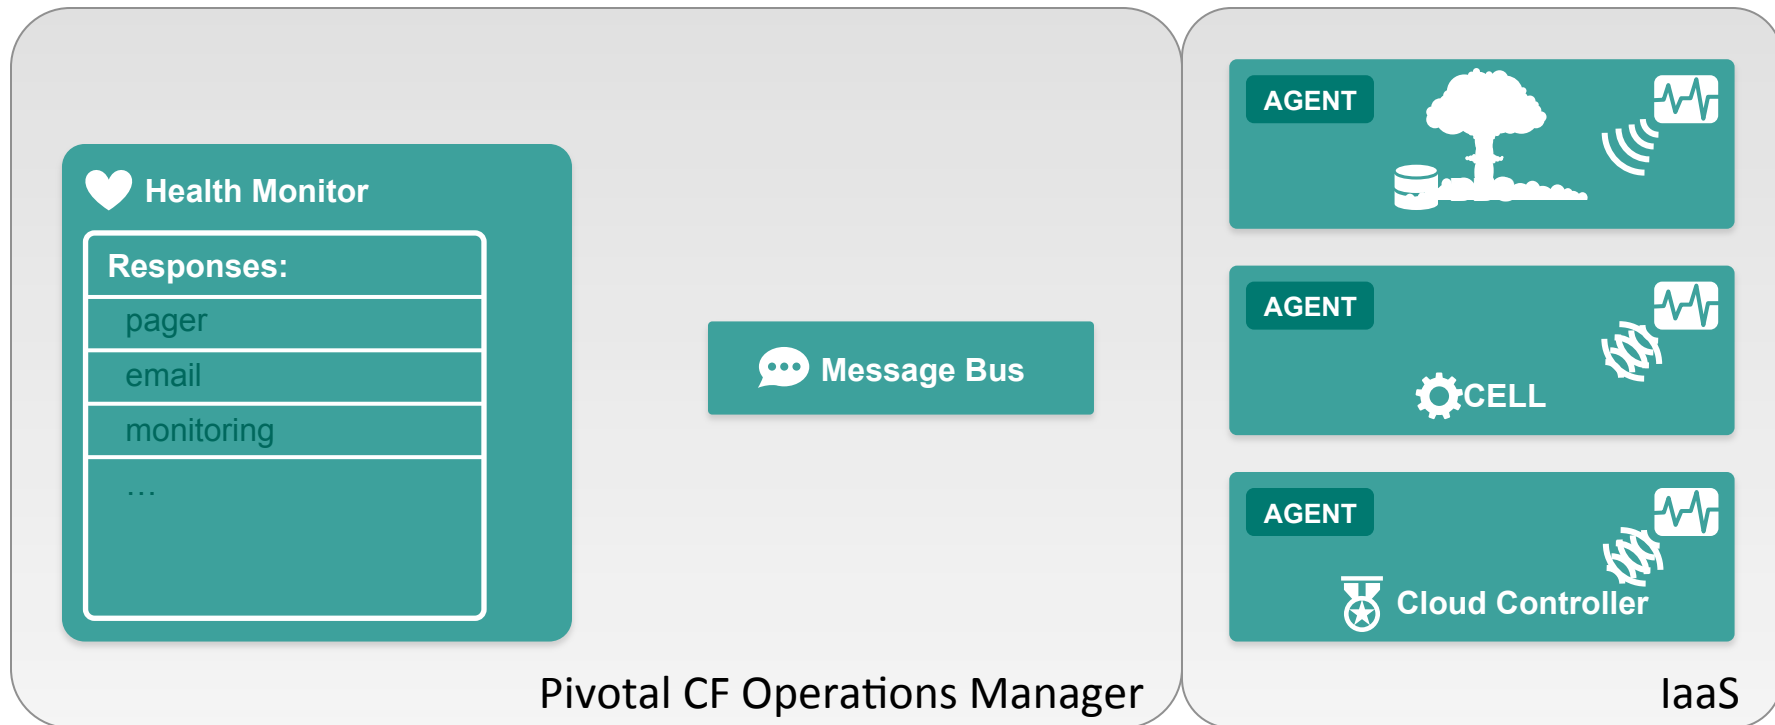 Health Monitor
Responses:
pager
email
monitoring
...
Message Bus
Pivotal CF Operations Manager
AGENT
AGENT
CELL
AGENT
Cloud Controller
IaaS